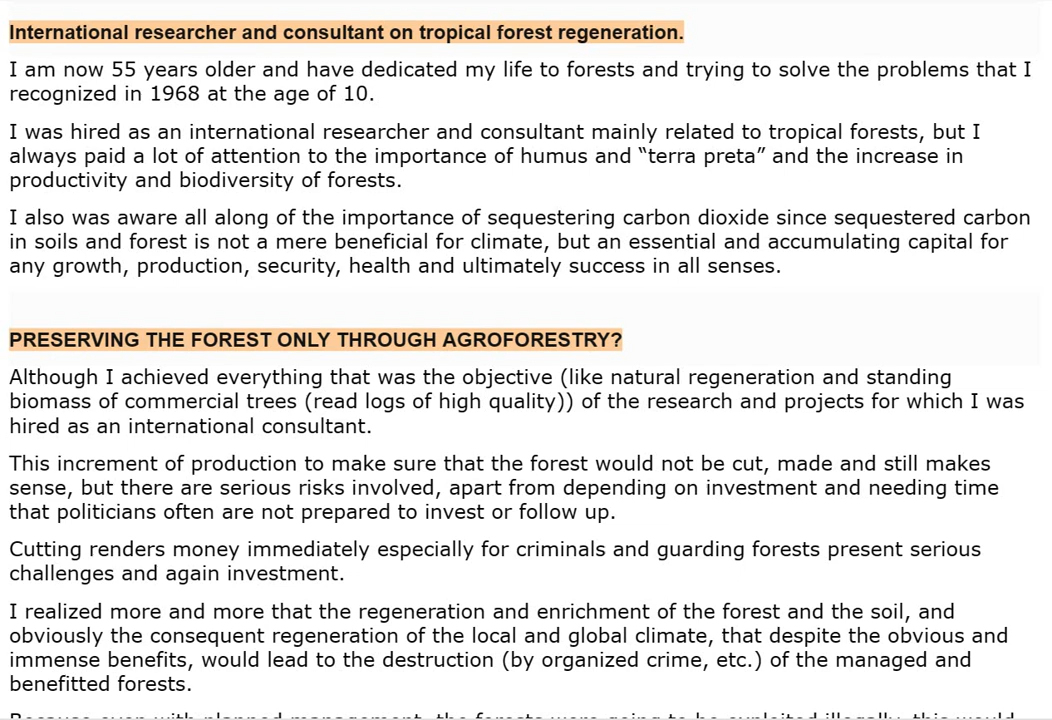 International researcher and consultant on tropical forest regeneration.
I am now 55 years older and have dedicated my life to forests and trying to solve the problems that I
recognized in 1968 at the age of 10.
I was hired as an international researcher and consultant mainly related to tropical forests, but I
always paid a lot of attention to the importance of humus and “terra preta” and the increase in
productivity and biodiversity of forests.
I also was aware all along of the importance of sequestering carbon dioxide since sequestered carbon
in soils and forest is not a mere beneficial for climate, but an essential and accumulating capital for
any growth, production, security, health and ultimately success in all senses.
PRESERVING THE FOREST ONLY THROUGH AGROFORESTRY?
Although I achieved everything that was the objective (like natural regeneration and standing
biomass of commercial trees (read logs of high quality)) of the research and projects for which I was
hired as an international consultant.
This increment of production to make sure that the forest would not be cut, made and still makes
sense, but there are serious risks involved, apart from depending on investment and needing time
that politicians often are not prepared to invest or follow up.
Cutting renders money immediately especially for criminals and guarding forests present serious
challenges and again investment.
I realized more and more that the regeneration and enrichment of the forest and the soil, and
obviously the consequent regeneration of the local and global climate, that despite the obvious and
immense benefits, would lead to the destruction (by organized crime, etc.) of the managed and
benefitted forests.